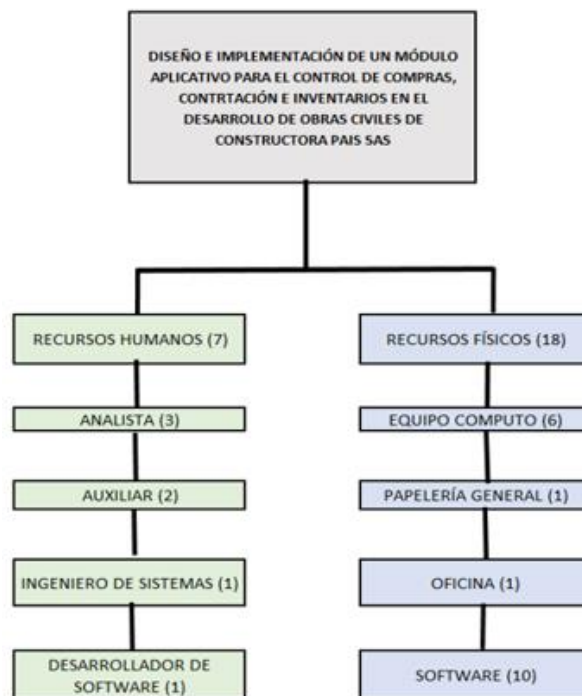 DISEÑO E IMPLEMENTACIÓN DE UN MÓDULO
APLICATIVO PARA EL CONTROL DE COMPRAS,
CONTRTACIÓN E INVENTARIOS EN EL
DESARROLLO DE OBRAS CIVILES DE
CONSTRUCTORA PAIS SAS
RECURSOS HUMANOS (7)
ANALISTA (3)
AUXILIAR (2)
INGENIERO DE SISTEMAS (1)
DESARROLLADOR DE
SOFTWARE (1)
RECURSOS FÍSICOS (18)
EQUIPO COMPUTO (6)
PAPELERÍA GENERAL (1)
OFICINA (1)
SOFTWARE (10)